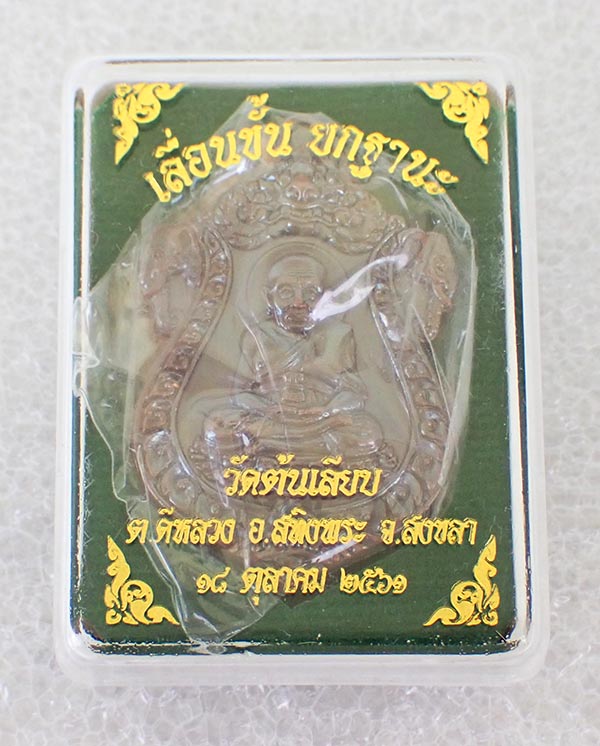 เลื่อนขั้น ยกฐานะ
วัดต้นเลียบ
ต.ดีหลวง อ.สทิงพระ จ.สงขลา
๑๘ ตุลาคม ๒๕๖๑